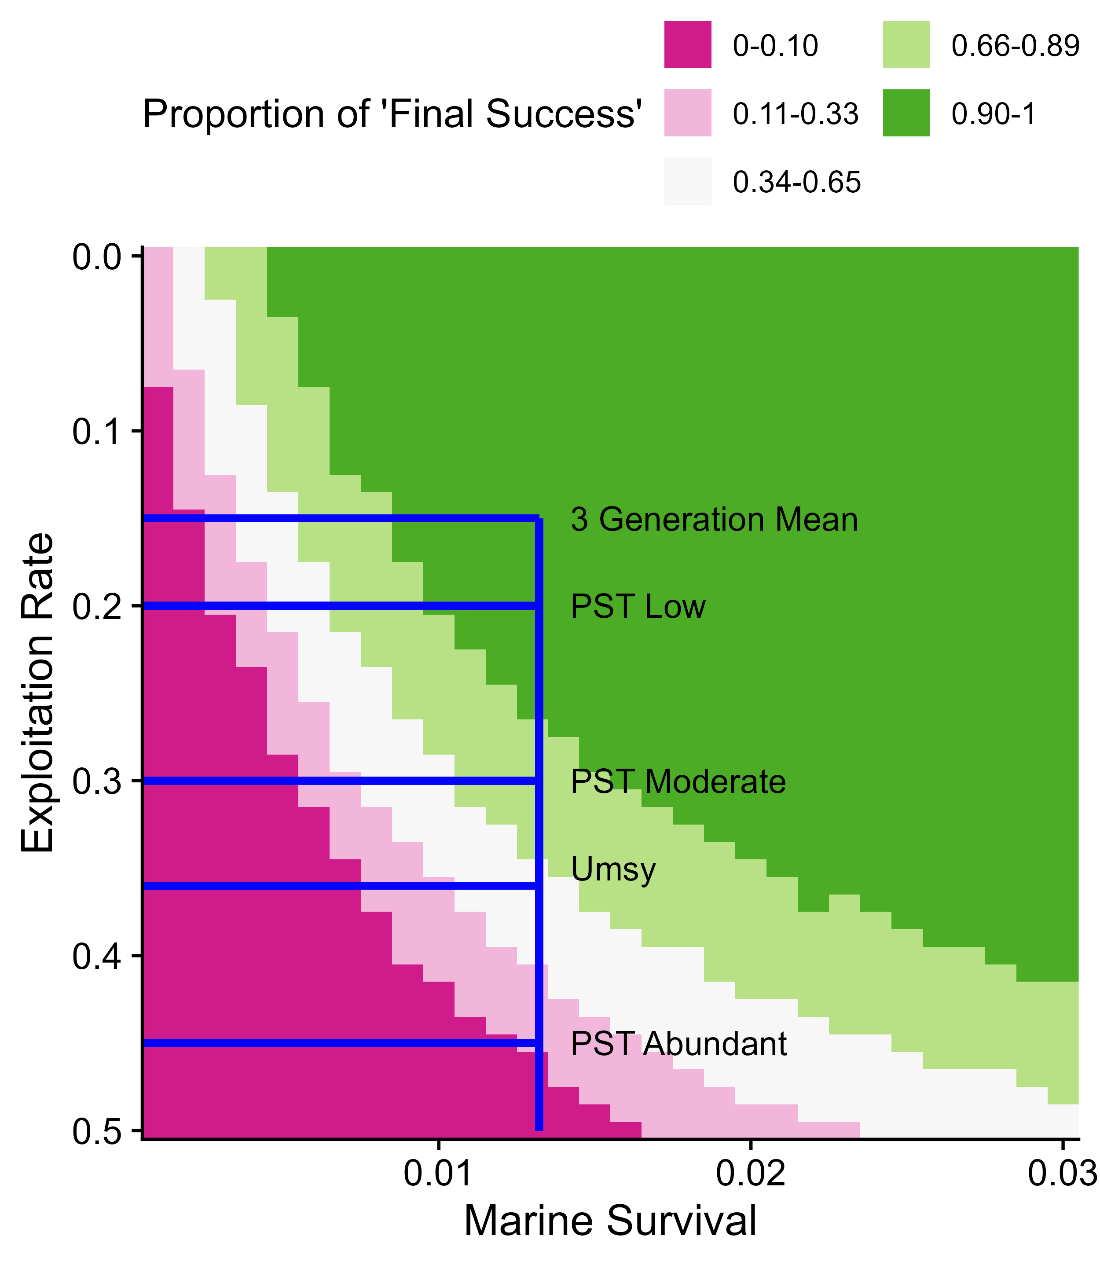 Proportion of 'Final Success'
0-0.10
0.11-0.33
0.34-0.65
0.66-0.89
0.90-1
Exploitation Rate
0.0
0.1
0.2
0.3
0.4
0.5
3 Generation Mean
PST Low
PST Moderate
Umsy
PST Abundant
0.01
0.02
0.03
Marine Survival